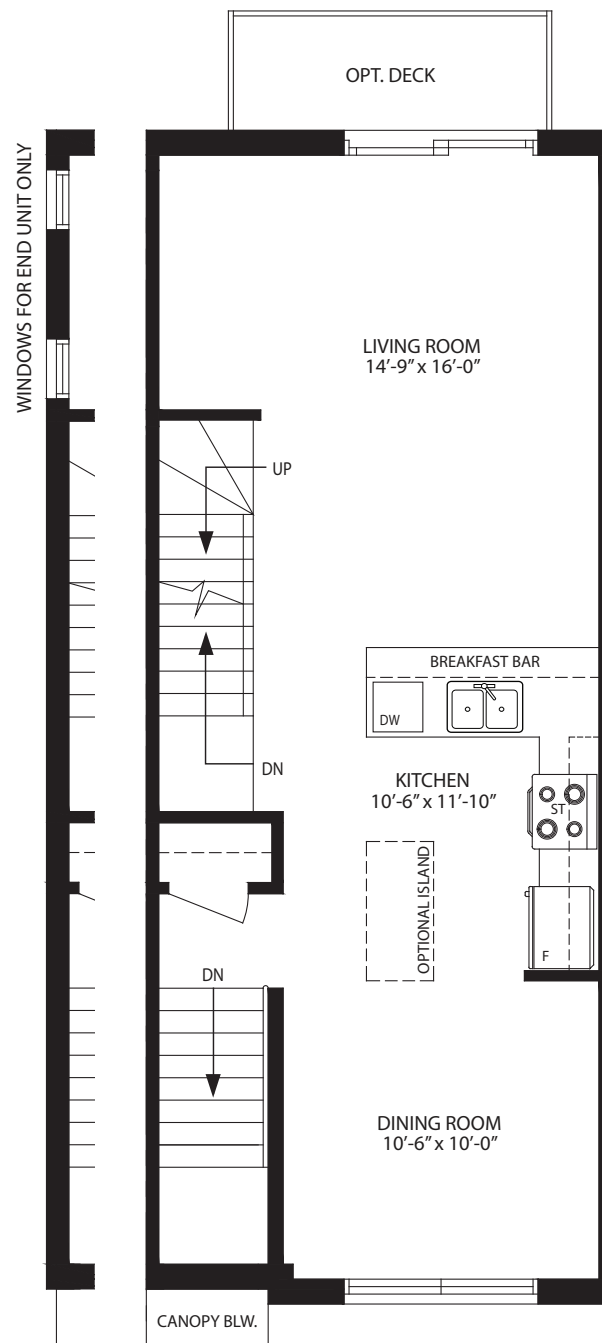 OPT. DECK
WINDOWS FOR END UNIT ONLY
LIVING ROOM
14’-9” x 16’-0”
UP
BREAKFAST BAR
DW
DN
KITCHEN
10’-6” x 11’-10”
ST
OPTIONAL ISLAND
F
DN
DINING ROOM
10’-6” x 10’-0”
CANOPY BLW.